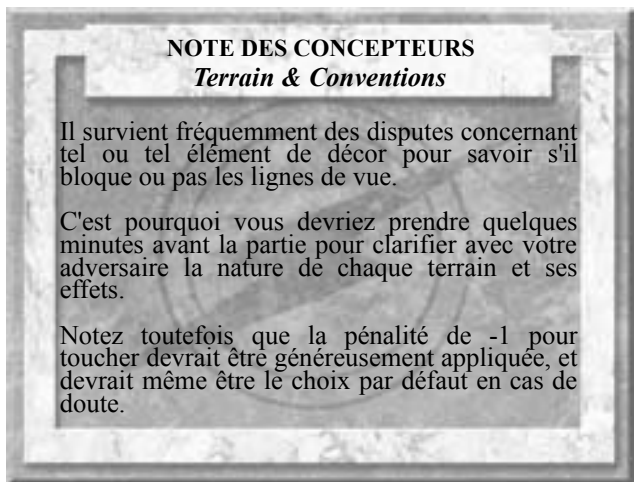 NOTE DES CONCEPTEURS
Terrain & Conventions
Il survient fréquemment des disputes concernant
tel ou tel élément de décor pour savoir s'il
bloque ou pas les lignes de vue.
C'est pourquoi vous devriez prendre quelques
minutes avant la partie pour clarifier avec votre
adversaire la nature de chaque terrain et ses
effets.
Notez toutefois que la pénalité de -1 pour
toucher devrait être généreusement appliquée, et
devrait même être le choix par défaut en cas de
doute.